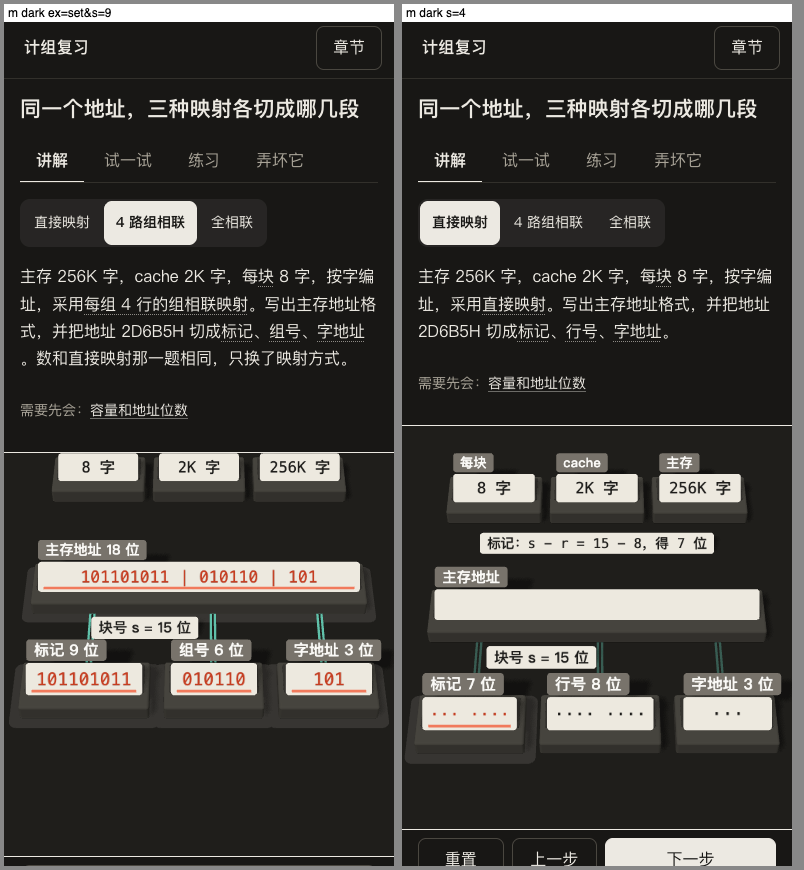 m dark ex=set&s=9
计组复习
章节
同一个地址，三种映射各切成哪几段
讲解
试一试
练习
弄坏它
直接映射
4 路组相联
全相联
主存 256K 字，cache 2K 字，每块 8 字，按字编
址，采用每组 4 行的组相联映射。写出主存地址格
式，并把地址 2D6B5H 切成标记、组号、字地址
。数和直接映射那一题相同，只换了映射方式。
需要先会：容量和地址位数
8 字
2K 字
256K 字
主存地址 18 位
101101011 | 010110 | 101
块号 s = 15 位
标记 9 位
组号 6 位
字地址 3 位
101101011
010110
101
m dark s=4
计组复习
章节
同一个地址，三种映射各切成哪几段
讲解
试一试
练习
弄坏它
直接映射
4 路组相联
全相联
主存 256K 字，cache 2K 字，每块 8 字，按字编
址，采用直接映射。写出主存地址格式，并把地址
2D6B5H 切成标记、行号、字地址。
需要先会：容量和地址位数
每块
cache
主存
8 字
2K 字
256K 字
标记：s − r = 15 − 8，得 7 位
主存地址
块号 s = 15 位
标记 7 位
行号 8 位
字地址 3 位
··· ····
···· ····
···
重置
上一步
下一步